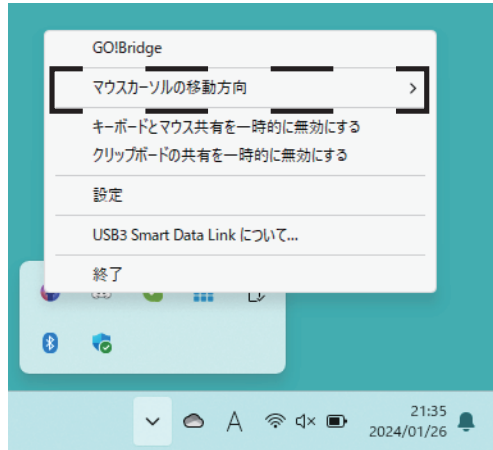 GO!Bridge
マウスカーソルの移動方向
キーボードとマウス共有を一時的に無効にする
クリップボードの共有を一時的に無効にする
設定
USB3 Smart Data Link について...
終了
A
21:35
2024/01/26